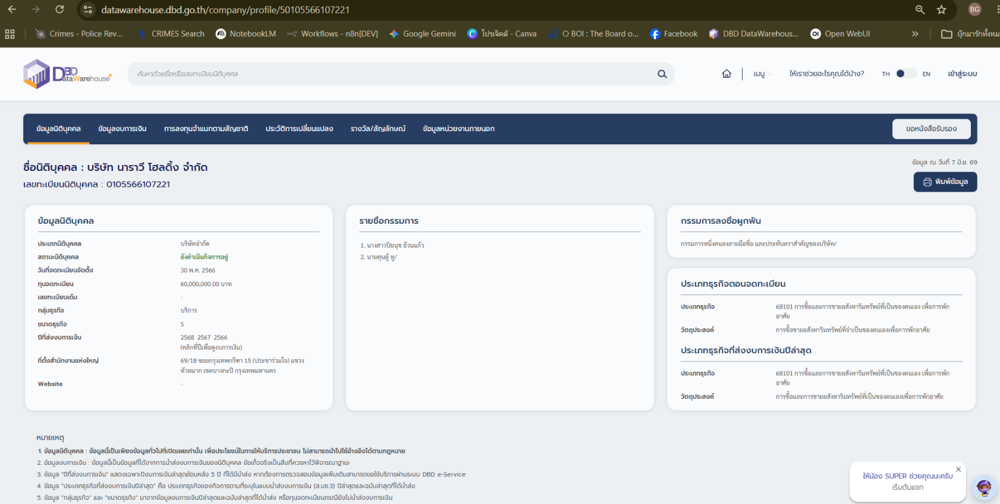 datawarehouse.dbd.go.th/company/profile/50105566107221
BG
Crimes - Police Rev...
CRIMES Search
NotebookLM
Workflows - n8n[DEV]
Google Gemini
โปรเจ็คต์ - Canva
O BOI : The Board o...
Facebook
DBD DataWarehous...
Open WebUI
»
บุ๊กมาร์กทั้งหมด
DBD DataWarehouse+
ค้นหาด้วยชื่อหรือเลขทะเบียนนิติบุคคล
เมนู
ให้เราช่วยอะไรคุณได้บ้าง?
TH
EN
เข้าสู่ระบบ
ข้อมูลนิติบุคคล
ข้อมูลงบการเงิน
การลงทุนจำแนกตามสัญชาติ
ประวัติการเปลี่ยนแปลง
รางวัล/สัญลักษณ์
ข้อมูลหน่วยงานภายนอก
ขอหนังสือรับรอง
ชื่อนิติบุคคล : บริษัท นาราวี โฮลดิ้ง จำกัด
เลขทะเบียนนิติบุคคล : 0105566107221
ข้อมูล ณ วันที่ 7 มิ.ย. 69
พิมพ์ข้อมูล
ข้อมูลนิติบุคคล
ประเภทนิติบุคคล บริษัทจำกัด
สถานะนิติบุคคล ยังดำเนินกิจการอยู่
วันที่จดทะเบียนจัดตั้ง 30 พ.ค. 2566
ทุนจดทะเบียน 60,000,000.00 บาท
เลขทะเบียนเดิม -
กลุ่มธุรกิจ บริการ
ขนาดธุรกิจ S
ปีที่ส่งงบการเงิน 2568 2567 2566
(คลิกที่ปีเพื่อดูงบการเงิน)
ที่ตั้งสำนักงานแห่งใหญ่ 69/18 ซอยกรุงเทพกรีฑา 15 (ประชาร่วมใจ) แขวง
หัวหมาก เขตบางกะปิ กรุงเทพมหานคร
Website -
รายชื่อกรรมการ
1. นางสาวปิยนุช อ้วนแก้ว
2. นายคุนตู้ หู/
กรรมการลงชื่อผูกพัน
กรรมการหนึ่งคนลงลายมือชื่อ และประทับตราสำคัญของบริษัท/
ประเภทธุรกิจตอนจดทะเบียน
ประเภทธุรกิจ 68101 การซื้อและการขายอสังหาริมทรัพย์ที่เป็นของตนเอง เพื่อการพัก
อาศัย
วัตถุประสงค์ การซื้อขายอสังหาริมทรัพย์ที่จำเป็นของตนเองเพื่อการพักอาศัย
ประเภทธุรกิจที่ส่งงบการเงินปีล่าสุด
ประเภทธุรกิจ 68101 การซื้อและการขายอสังหาริมทรัพย์ที่เป็นของตนเอง เพื่อการพัก
อาศัย
วัตถุประสงค์ การซื้อและการขายอสังหาริมทรัพย์ที่เป็นของตนเองเพื่อการพักอาศัย
หมายเหตุ
1. ข้อมูลนิติบุคคล : ข้อมูลนี้เป็นเพียงข้อมูลทั่วไปที่เปิดเผยเท่านั้น เพื่อประโยชน์ในการให้บริการประชาชน ไม่สามารถนำไปใช้อ้างอิงได้ตามกฎหมาย
2. ข้อมูลงบการเงิน : ข้อมูลนี้เป็นข้อมูลที่ได้จากการนำส่งงบการเงินของนิติบุคคล ข้อเท็จจริงเป็นสิ่งที่ควรหาไว้พิจารณาฐานะ
3. ข้อมูล "ปีที่ส่งงบการเงิน" แสดงเฉพาะปีงบการเงินล่าสุดย้อนหลัง 5 ปี ที่ได้มีนำส่ง หากต้องการตรวจสอบข้อมูลเพิ่มเติมสามารถขอใช้บริการผ่านระบบ DBD e-Service
4. ข้อมูล "ประเภทธุรกิจที่ส่งงบการเงินปีล่าสุด" คือ ประเภทธุรกิจของกิจการตามที่ระบุในแบบนำส่งงบการเงิน (ส.บช.3) ปีล่าสุดและฉบับล่าสุดที่ได้นำส่ง
5. ข้อมูล "กลุ่มธุรกิจ" และ "ขนาดธุรกิจ" มาจากข้อมูลงบการเงินปีล่าสุดและฉบับล่าสุดที่ได้นำส่ง หรือทุนจดทะเบียนกรณียังไม่นำส่งงบการเงิน
ให้น้อง SUPER ช่วยคุณนะครับ
เริ่มต้นแชท